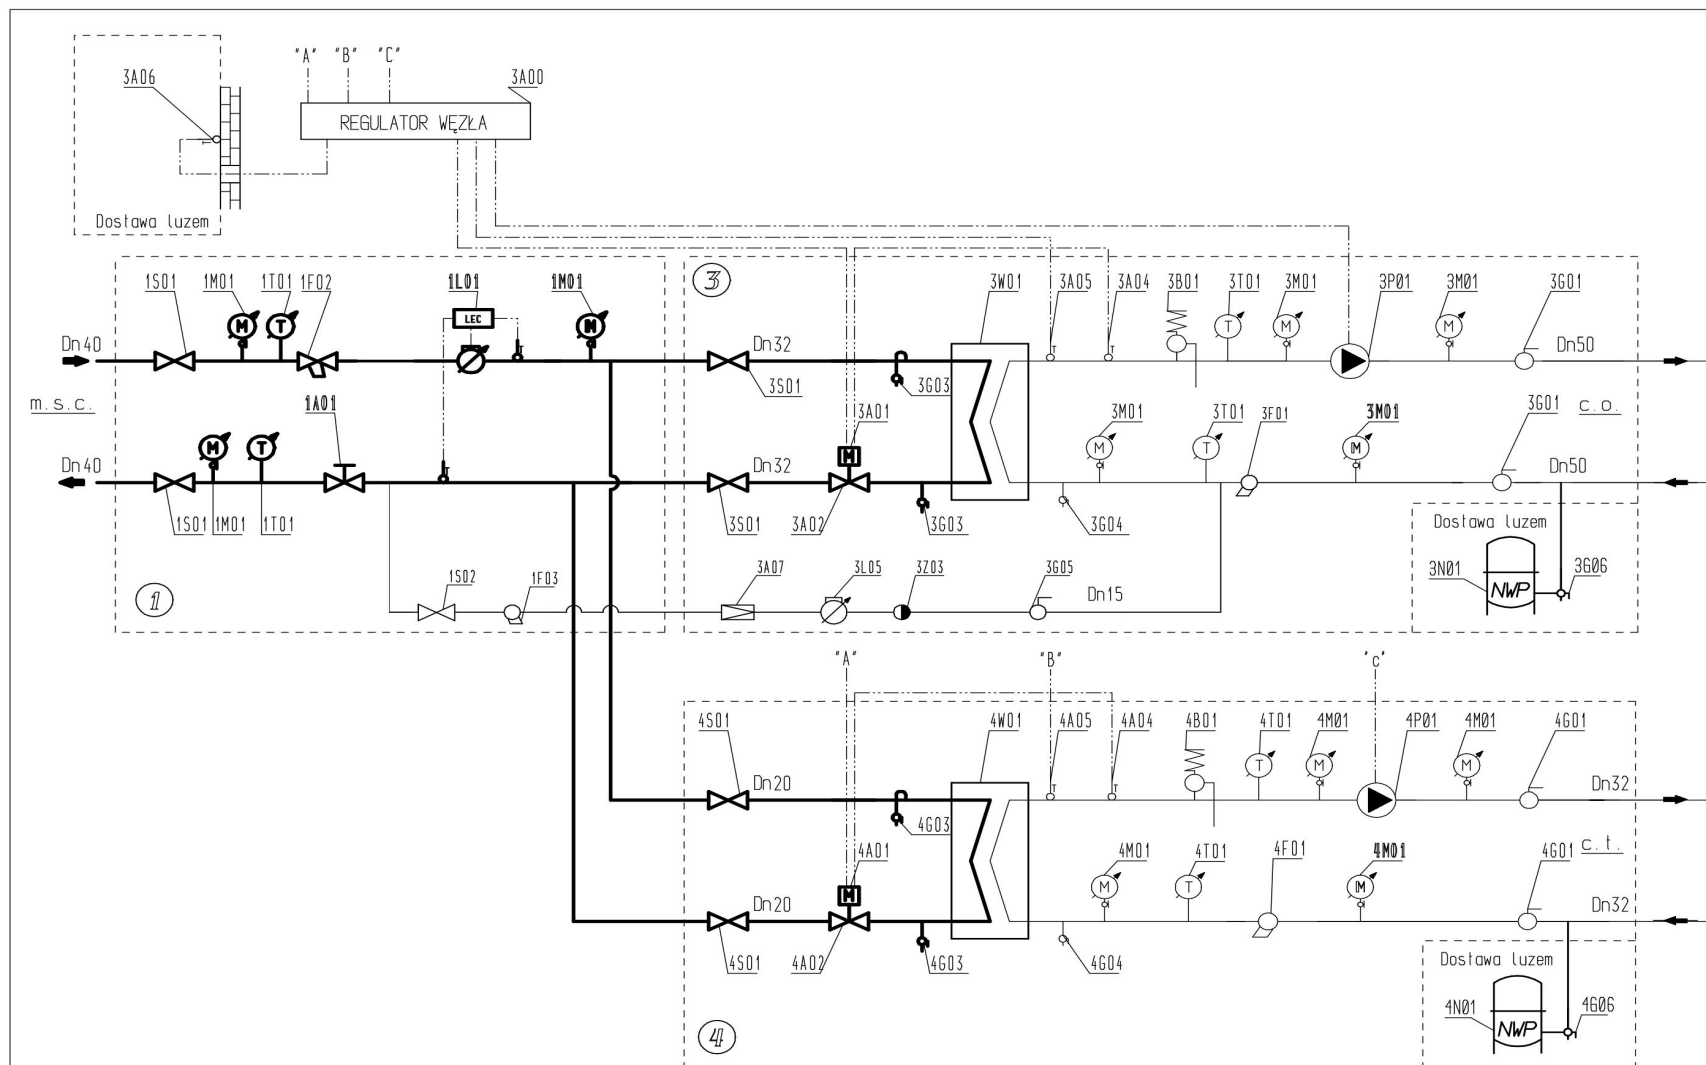 "A" "B" "C"
3A06 3A00
REGULATOR WĘZŁA
Dostawa luzem
3
1S01 1M01 1T01 1F02 1L01 1M01 3W01 3A05 3A04 3B01 3T01 3M01 3P01 3M01 3G01
M T LEC M T M M
Dn40 Dn32 Dn50
3S01 3G03
m.s.c. 1A01 3A01 3M01 3T01 3F01 3M01 3G01 c.o.
M T M M T M
Dn40 Dn32 Dn50
1S01 1M01 1T01 3S01 3A02 3G03 3G04
Dostawa luzem
1S02 1F03 3A07 3L05 3Z03 3G05 Dn15 3N01 NWP 3G06
1
"A" "B" 'c'
4S01 4W01 4A05 4A04 4B01 4T01 4M01 4P01 4M01 4G01
T M M
Dn20 Dn32
4G03
4A01 4M01 4T01 4F01 4M01 4G01 c.t.
M M T M
Dn20 Dn32
4S01 4A02 4G03 4G04
Dostawa luzem
4N01 NWP 4G06
4